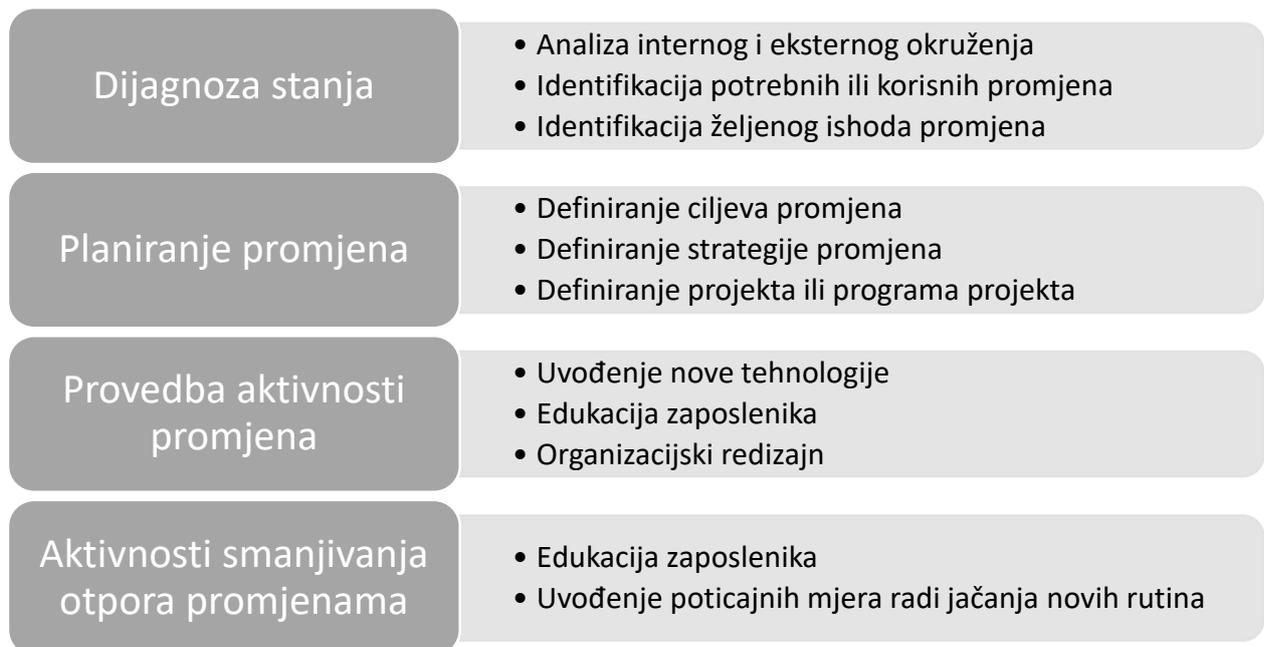 Dijagnoza stanja
• Analiza internog i eksternog okruženja
• Identifikacija potrebnih ili korisnih promjena
• Identifikacija željenog ishoda promjena
Planiranje promjena
• Definiranje ciljeva promjena
• Definiranje strategije promjena
• Definiranje projekta ili programa projekta
Provedba aktivnosti
promjena
• Uvođenje nove tehnologije
• Edukacija zaposlenika
• Organizacijski redizajn
Aktivnosti smanjivanja
otpora promjenama
• Edukacija zaposlenika
• Uvođenje poticajnih mjera radi jačanja novih rutina